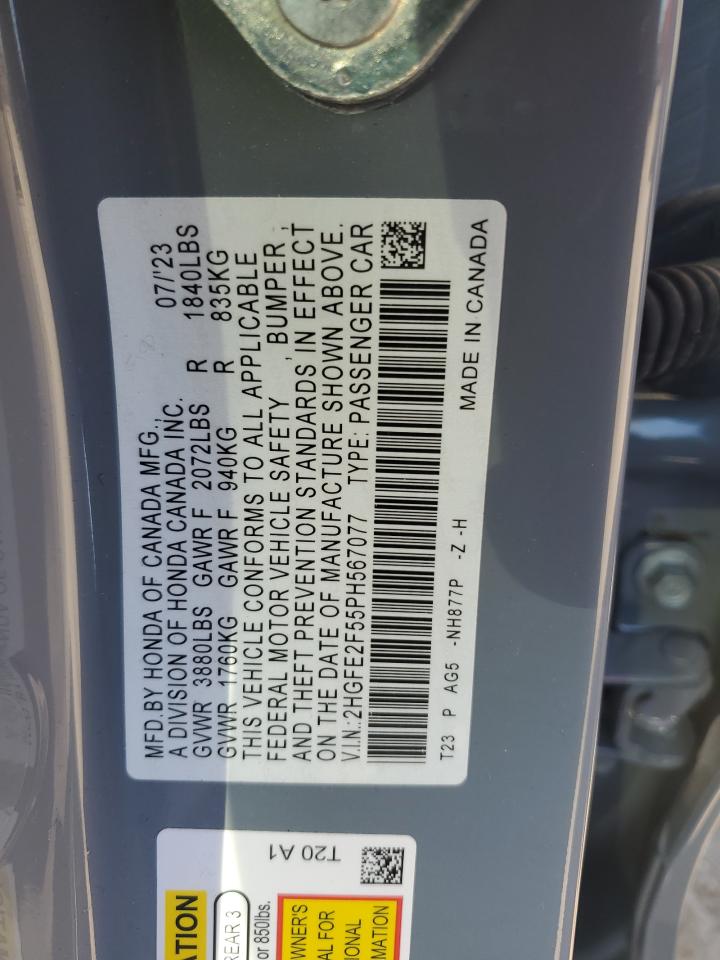 MFD.BY HONDA OF CANADA MFG., 07/'23
A DIVISION OF HONDA CANADA INC.
GVWR 3880LBS GAWR F 2072LBS R 1840LBS
GVWR 1760KG GAWR F 940KG R 835KG
THIS VEHICLE CONFORMS TO ALL APPLICABLE
FEDERAL MOTOR VEHICLE SAFETY, BUMPER,
AND THEFT PREVENTION STANDARDS IN EFFECT
ON THE DATE OF MANUFACTURE SHOWN ABOVE.
V.I.N.:2HGFE2F55PH567077 TYPE: PASSENGER CAR
T23 P AG5 -NH877P -Z -H
MADE IN CANADA
ATION
REAR 3
or 850lbs.
OWNER'S
AL FOR
IONAL
MATION
T20 A1